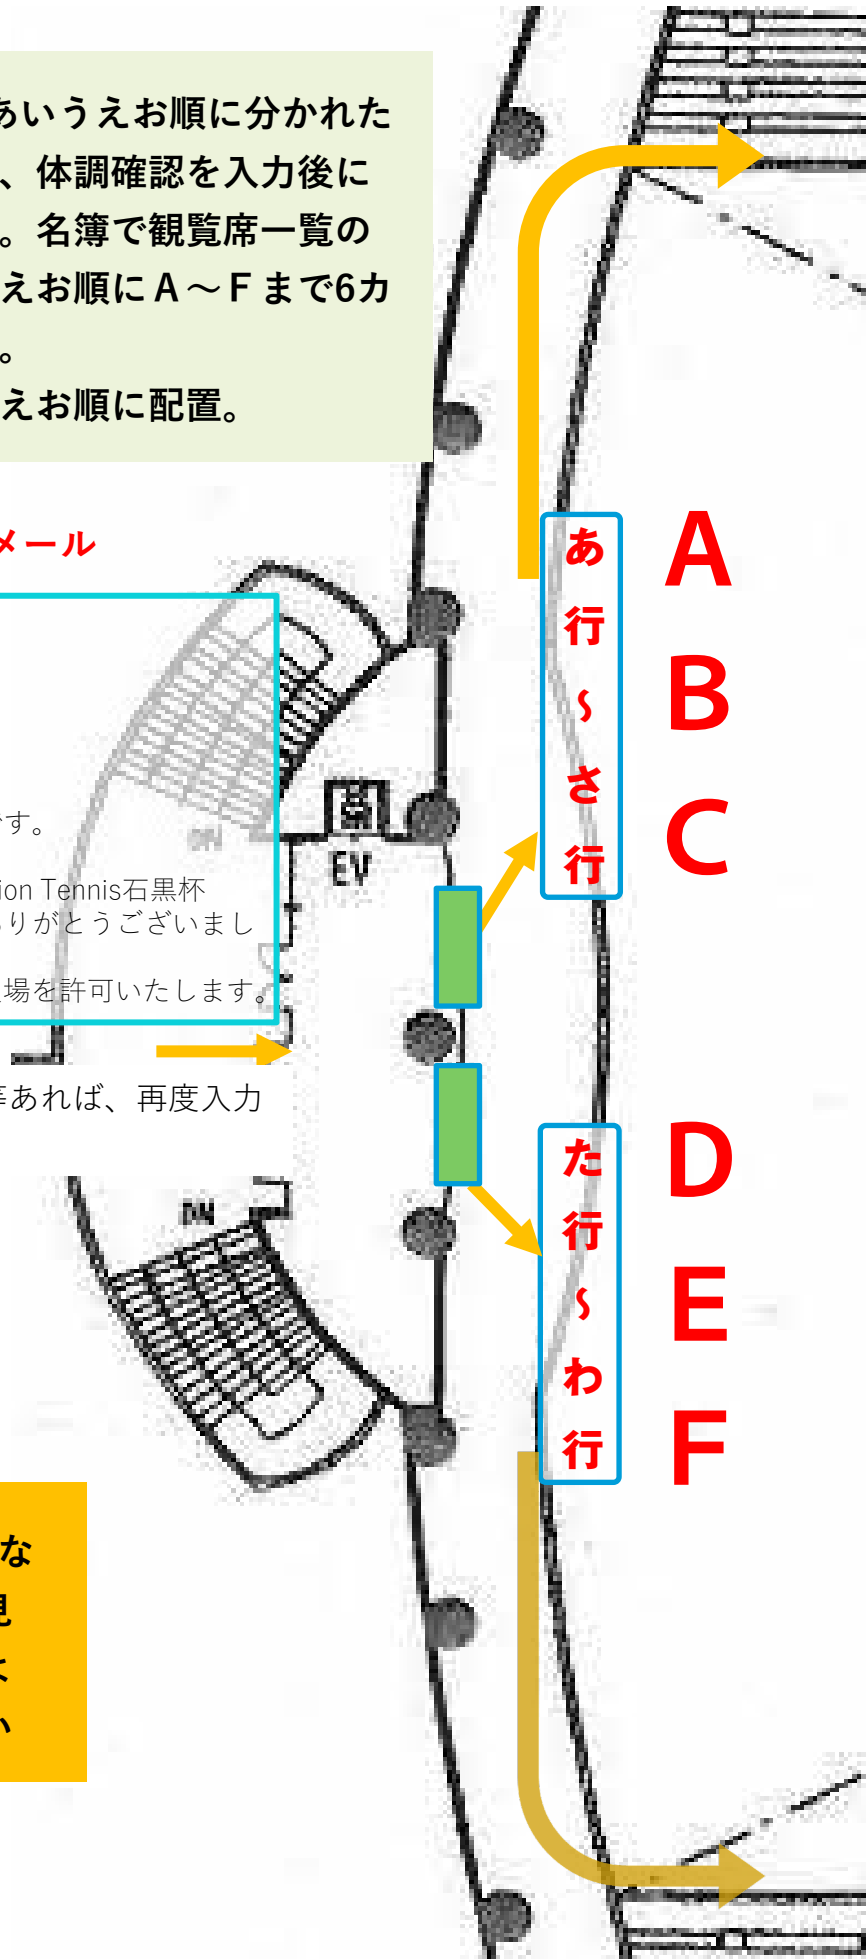 あいうえお順に分かれた
、体調確認を入力後に
。名簿で観覧席一覧の
えお順にＡ～Ｆまで6カ
。
えお順に配置。
メール
です。
ion Tennis石黒杯
ありがとうございまし
場を許可いたします。
等あれば、再度入力
あ行～さ行
A
B
C
EV
DN
た行～わ行
D
E
F
DN
な